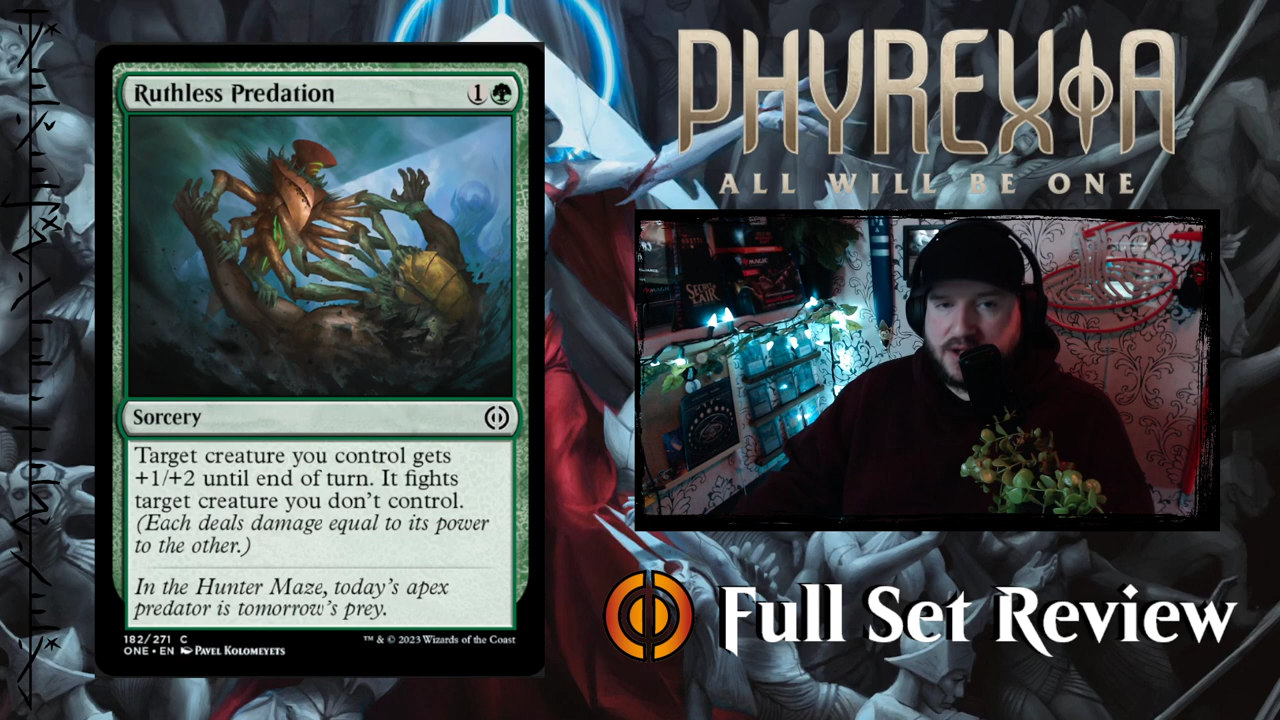 Ruthless Predation 1
Sorcery
Target creature you control gets
+1/+2 until end of turn. It fights
target creature you don't control.
(Each deals damage equal to its power
to the other.)
In the Hunter Maze, today's apex
predator is tomorrow's prey.
182/271 C
ONE • EN Pavel Kolomeyets
™ & © 2023 Wizards of the Coast
PHYREXIA
ALL WILL BE ONE
SECRET
LAIR
Full Set Review